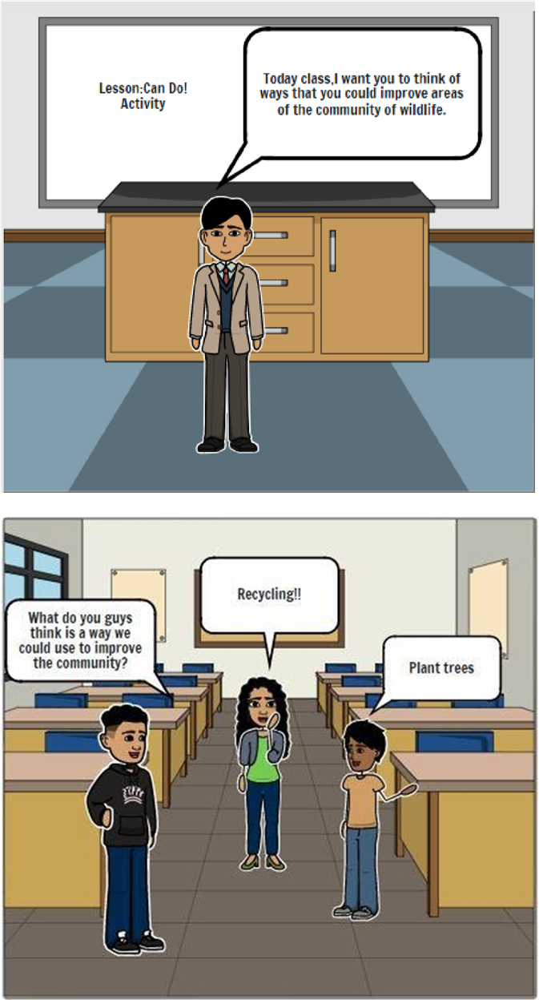 Lesson:Can Do!
Activity
Today class,I want you to think of
ways that you could improve areas
of the community of wildlife.
What do you guys
think is a way we
could use to improve
the community?
Recycling!!
Plant trees